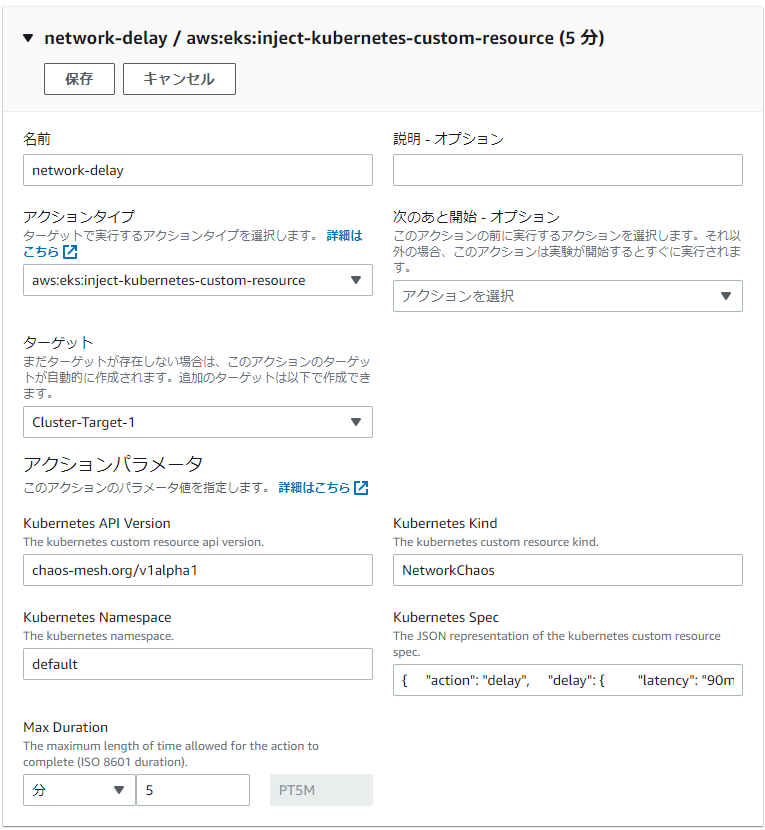 network-delay / aws:eks:inject-kubernetes-custom-resource (5 分)
保存
キャンセル
名前
network-delay
説明 - オプション
アクションタイプ
ターゲットで実行するアクションタイプを選択します。 詳細は
こちら
aws:eks:inject-kubernetes-custom-resource
次のあと開始 - オプション
このアクションの前に実行するアクションを選択します。それ以
外の場合、このアクションは実験が開始するとすぐに実行されま
す。
アクションを選択
ターゲット
まだターゲットが存在しない場合は、このアクションのターゲッ
トが自動的に作成されます。追加のターゲットは以下で作成でき
ます。
Cluster-Target-1
アクションパラメータ
このアクションのパラメータ値を指定します。 詳細はこちら
Kubernetes API Version
The kubernetes custom resource api version.
chaos-mesh.org/v1alpha1
Kubernetes Kind
The kubernetes custom resource kind.
NetworkChaos
Kubernetes Namespace
The kubernetes namespace.
default
Kubernetes Spec
The JSON representation of the kubernetes custom resource
spec.
{ "action": "delay", "delay": { "latency": "90m
Max Duration
The maximum length of time allowed for the action to
complete (ISO 8601 duration).
分
5
PT5M